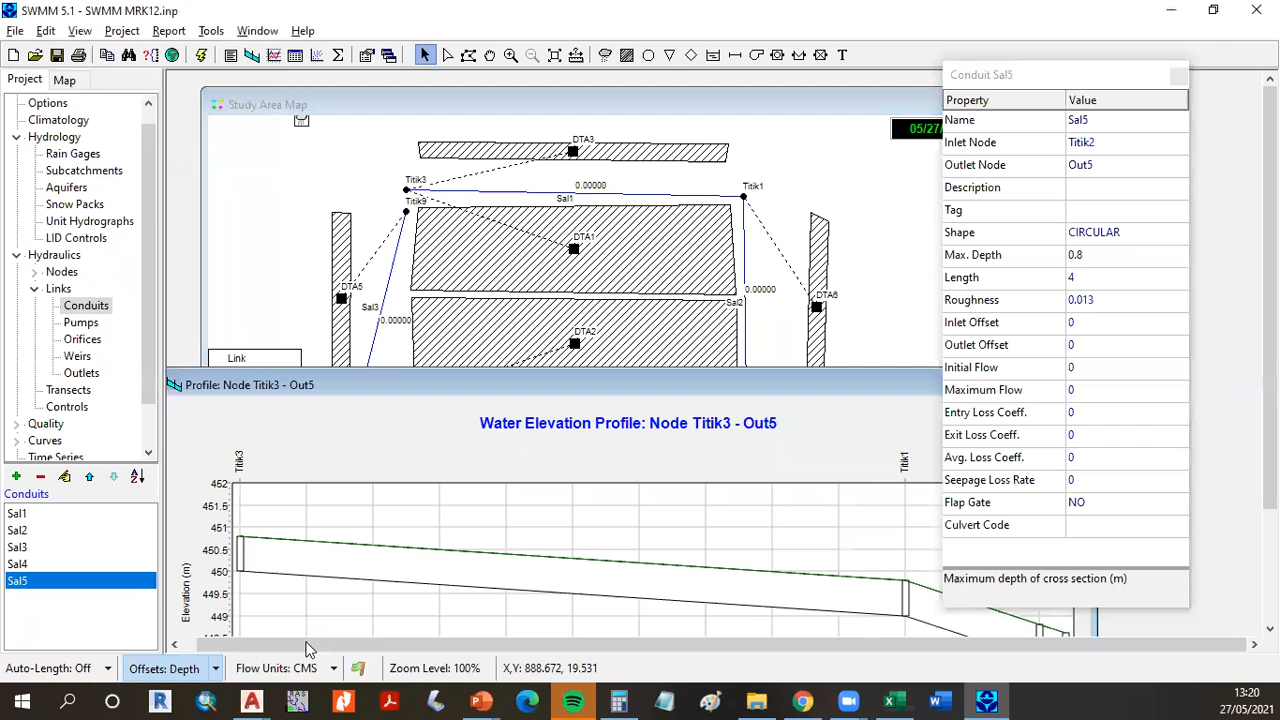 SWMM 5.1 - SWMM MRK12.inp
File Edit View Project Report Tools Window Help
Project Map
Options
Climatology
Hydrology
Rain Gages
Subcatchments
Aquifers
Snow Packs
Unit Hydrographs
LID Controls
Hydraulics
Nodes
Links
Conduits
Pumps
Orifices
Weirs
Outlets
Transects
Controls
Quality
Curves
Time Series
Conduits
Sal1
Sal2
Sal3
Sal4
Sal5
Study Area Map
05/27/
DTA3
Titik3
0.00000
Titik1
Sal1
Titik9
DTA1
DTA5
DTA6
0.00000
Sal3
Sal2
0.00000
DTA2
Link
Profile: Node Titik3 - Out5
Water Elevation Profile: Node Titik3 - Out5
Titik3
Titik1
452
451.5
451
450.5
450
449.5
449
448.5
Elevation (m)
Conduit Sal5
Property Value
Name Sal5
Inlet Node Titik2
Outlet Node Out5
Description
Tag
Shape CIRCULAR
Max. Depth 0.8
Length 4
Roughness 0.013
Inlet Offset 0
Outlet Offset 0
Initial Flow 0
Maximum Flow 0
Entry Loss Coeff. 0
Exit Loss Coeff. 0
Avg. Loss Coeff. 0
Seepage Loss Rate 0
Flap Gate NO
Culvert Code
Maximum depth of cross section (m)
Auto-Length: Off Offsets: Depth Flow Units: CMS Zoom Level: 100% X,Y: 888.672, 19.531
13:20
27/05/2021